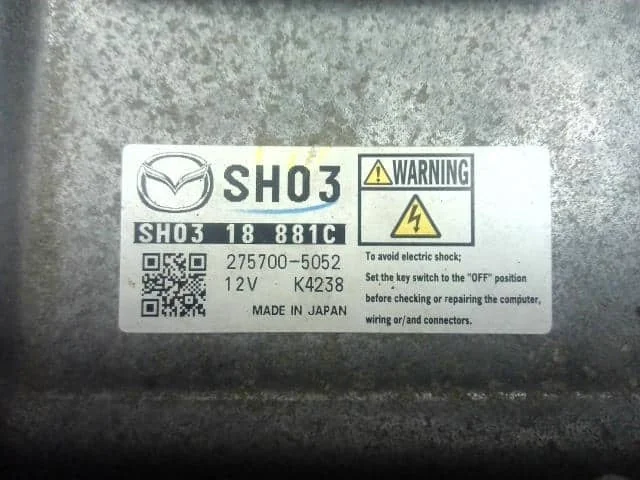 SH03
SH03 18 881C
275700-5052
12V K4238
MADE IN JAPAN
WARNING
To avoid electric shock;
Set the key switch to the "OFF" position
before checking or repairing the computer,
wiring or/and connectors.